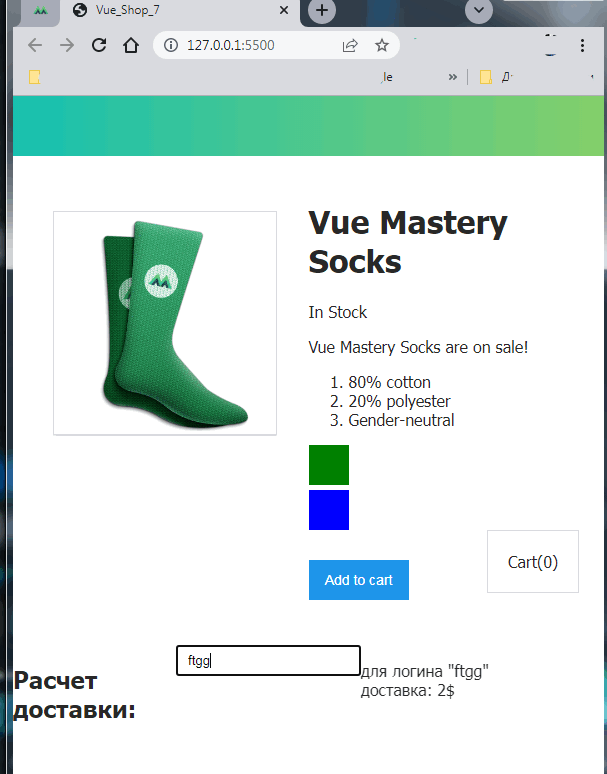 Vue_Shop_7
127.0.0.1:5500
Vue Mastery
Socks
In Stock
Vue Mastery Socks are on sale!
1. 80% cotton
2. 20% polyester
3. Gender-neutral
Cart(0)
Add to cart
ftgg
Расчет
доставки:
для логина "ftgg"
доставка: 2$